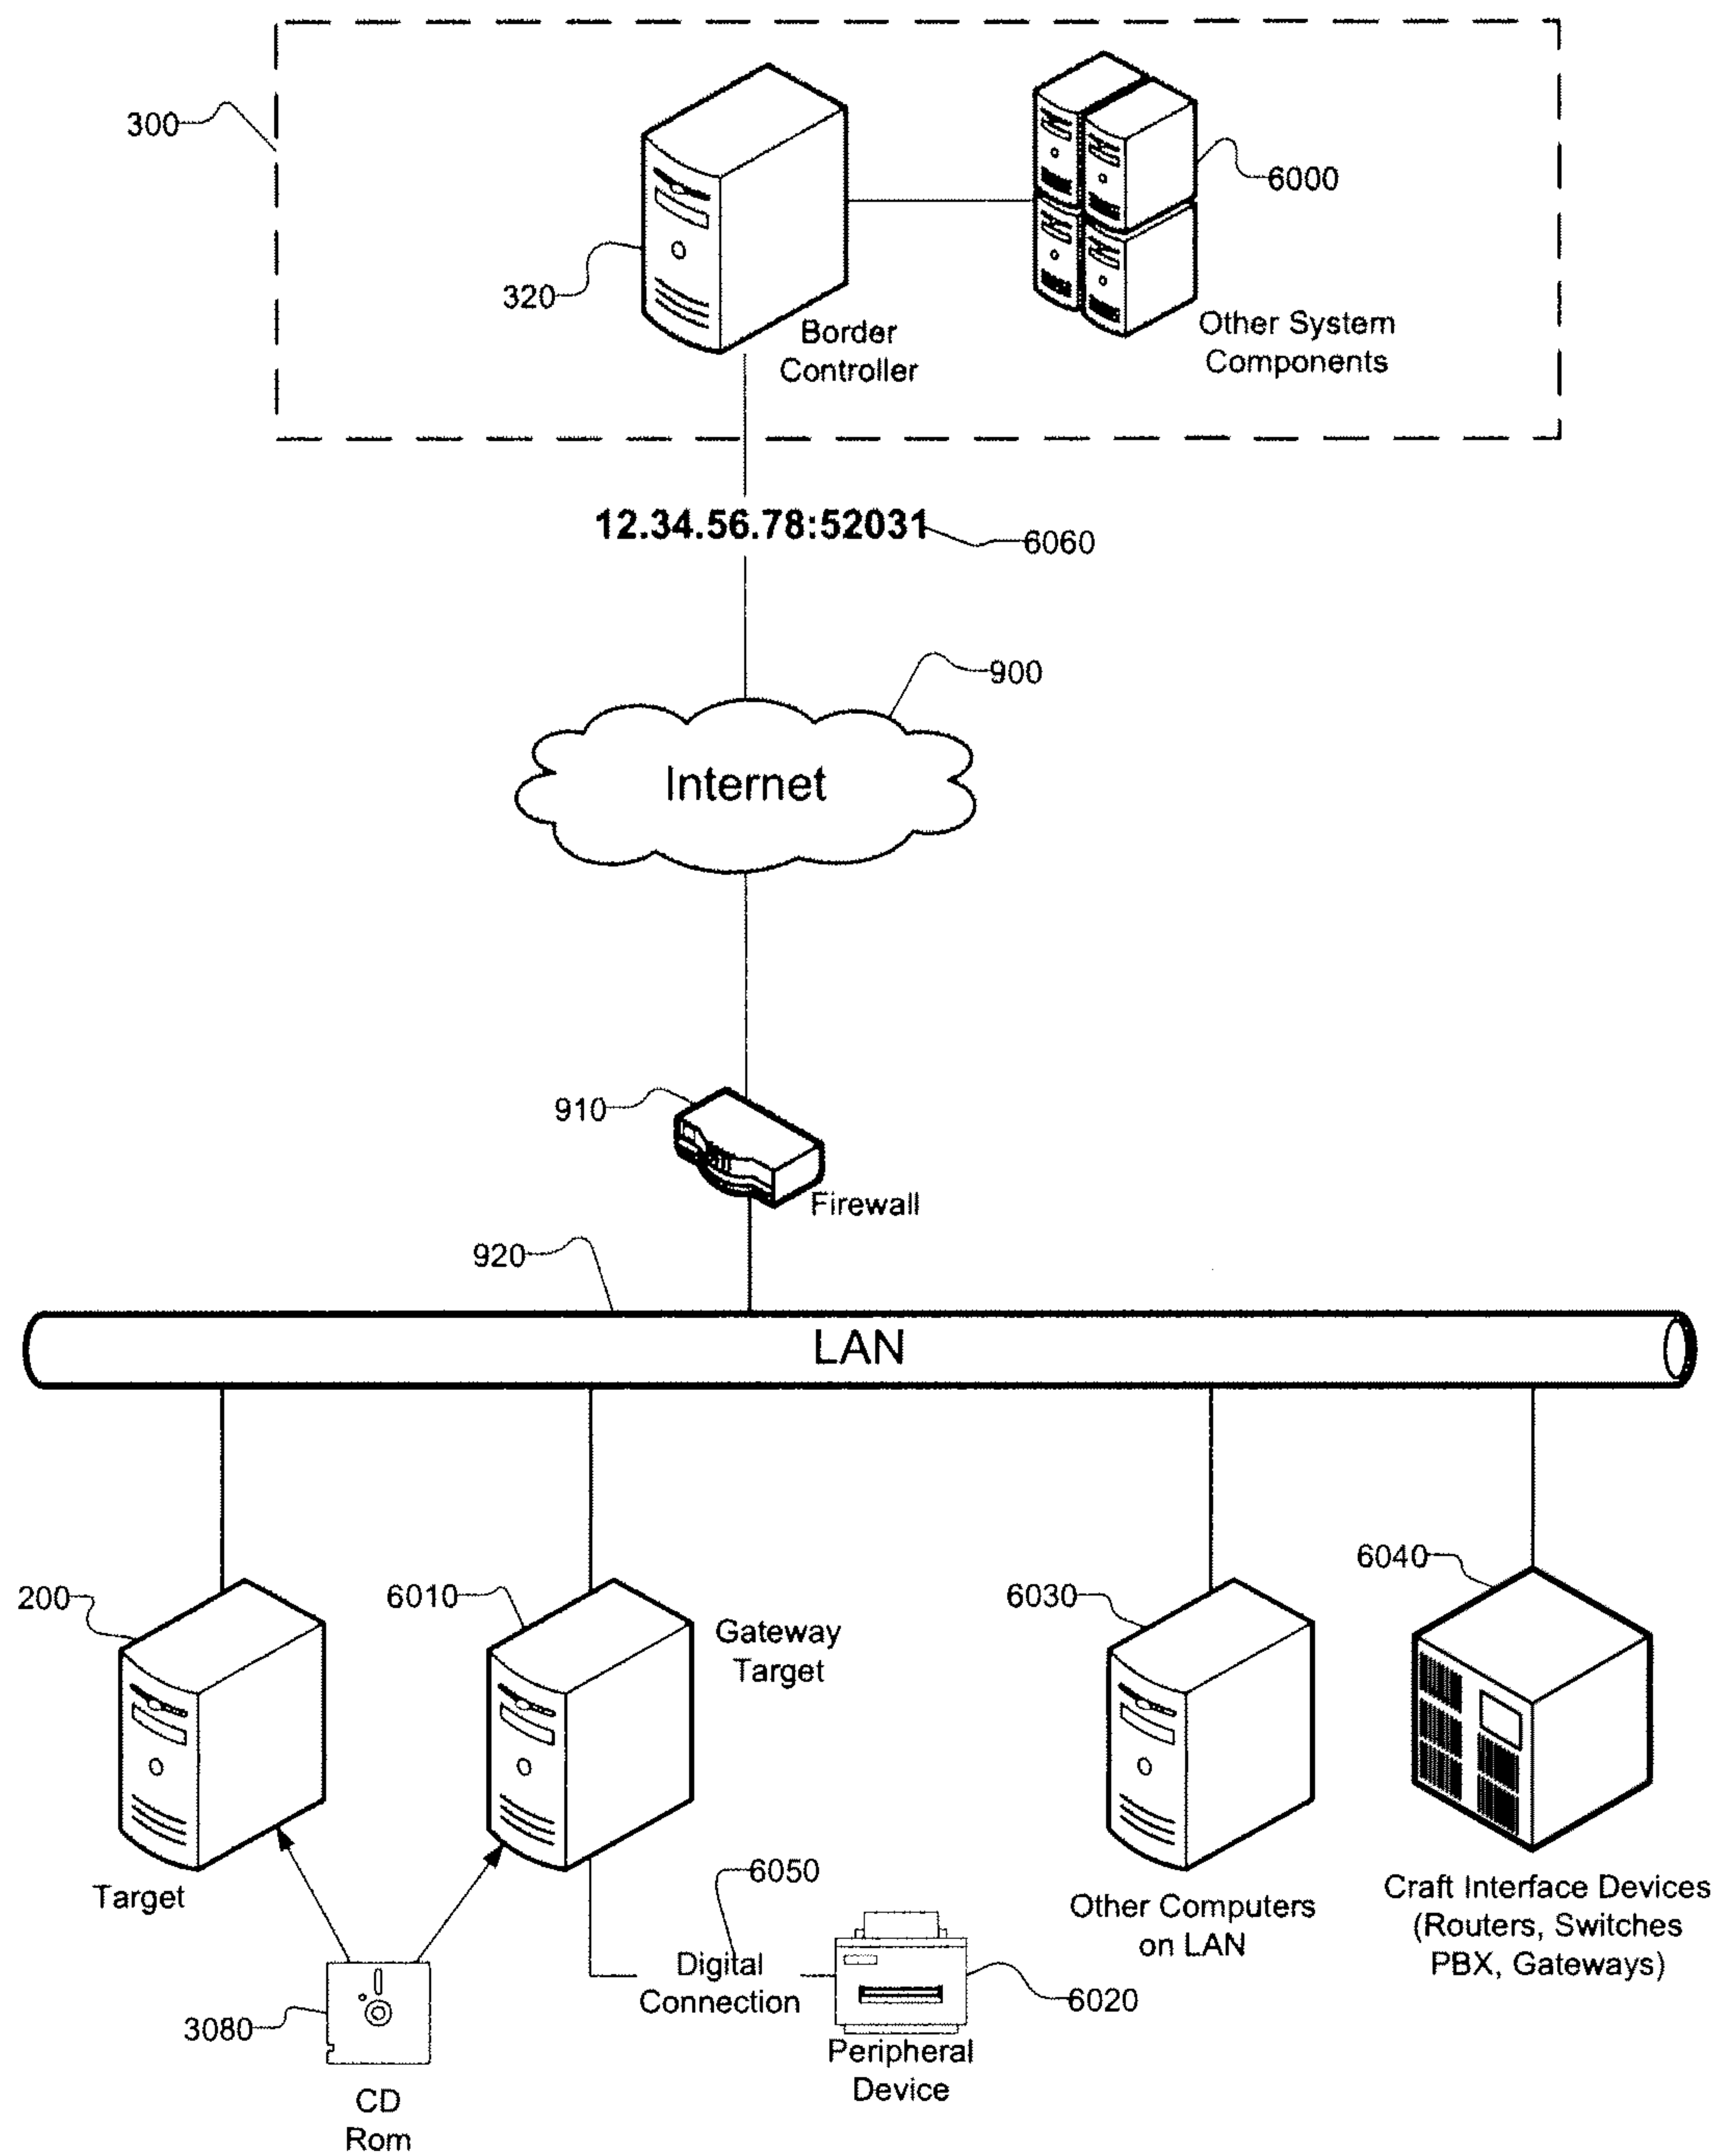 300
6000
320
Border
Controller
Other System
Components
12.34.56.78:52031
6060
900
Internet
910
Firewall
920
LAN
200
6010
Gateway
Target
6030
6040
Target
6050
Digital
Connection
6020
Peripheral
Device
3080
CD
Rom
Other Computers
on LAN
Craft Interface Devices
(Routers, Switches
PBX, Gateways)